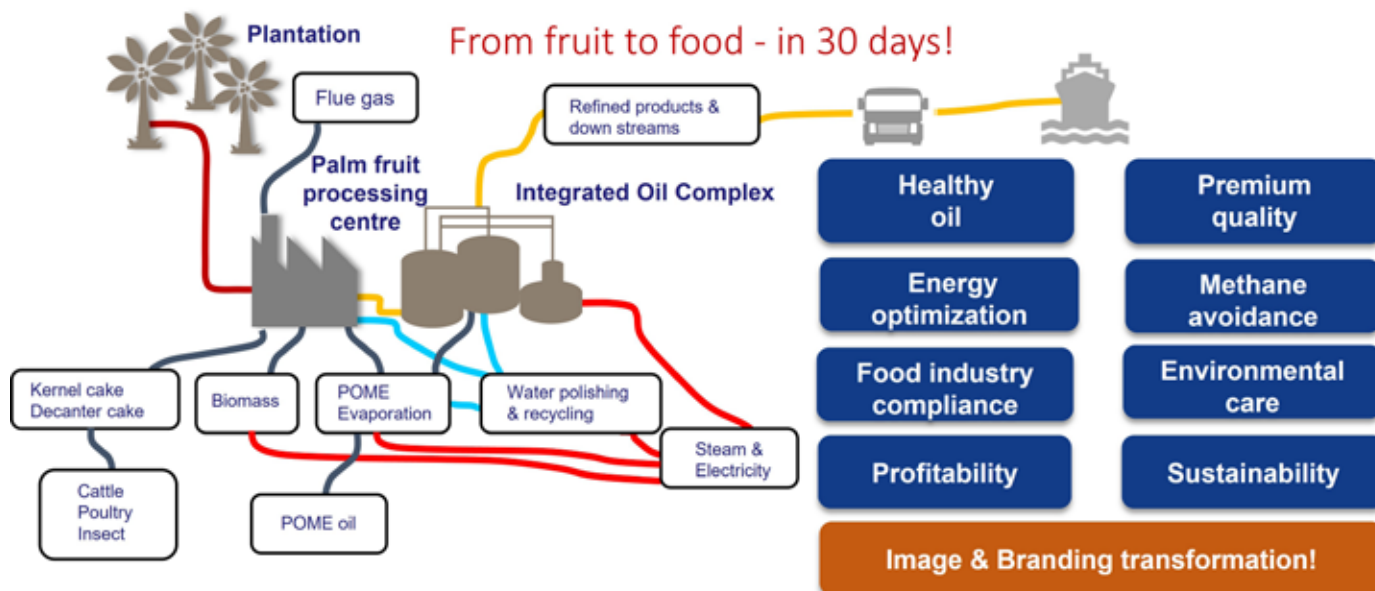 Plantation
From fruit to food - in 30 days!
Flue gas
Refined products &
down streams
Palm fruit
processing
centre
Integrated Oil Complex
Kernel cake
Decanter cake
Biomass
POME
Evaporation
Water polishing
& recycling
Steam &
Electricity
Cattle
Poultry
Insect
POME oil
Healthy
oil
Premium
quality
Energy
optimization
Methane
avoidance
Food industry
compliance
Environmental
care
Profitability
Sustainability
Image & Branding transformation!